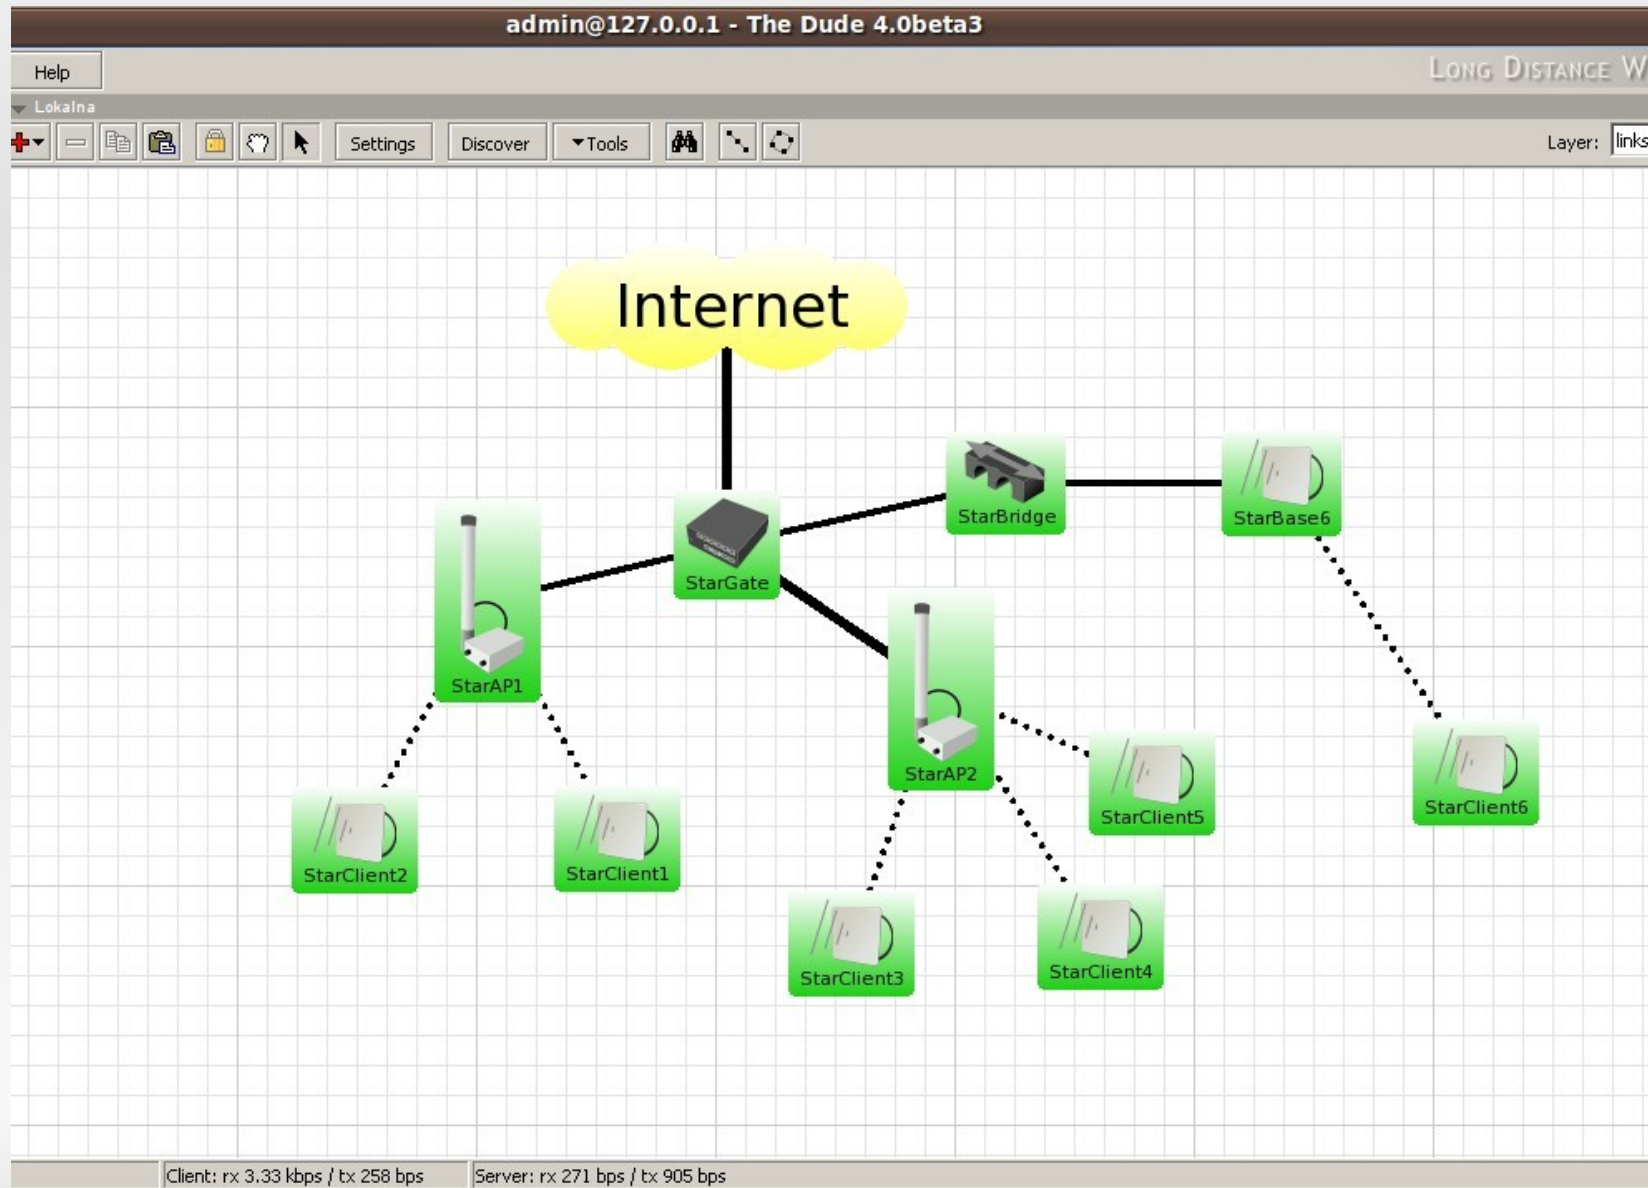 admin@127.0.0.1 - The Dude 4.0beta3
Help
LONG DISTANCE
Lokalna
Settings
Discover
Tools
Layer: links
Internet
StarBridge
StarBase6
StarGate
StarAP1
StarAP2
StarClient6
StarClient5
StarClient2
StarClient1
StarClient3
StarClient4
Client: rx 3.33 kbps / tx 258 bps
Server: rx 271 bps / tx 905 bps